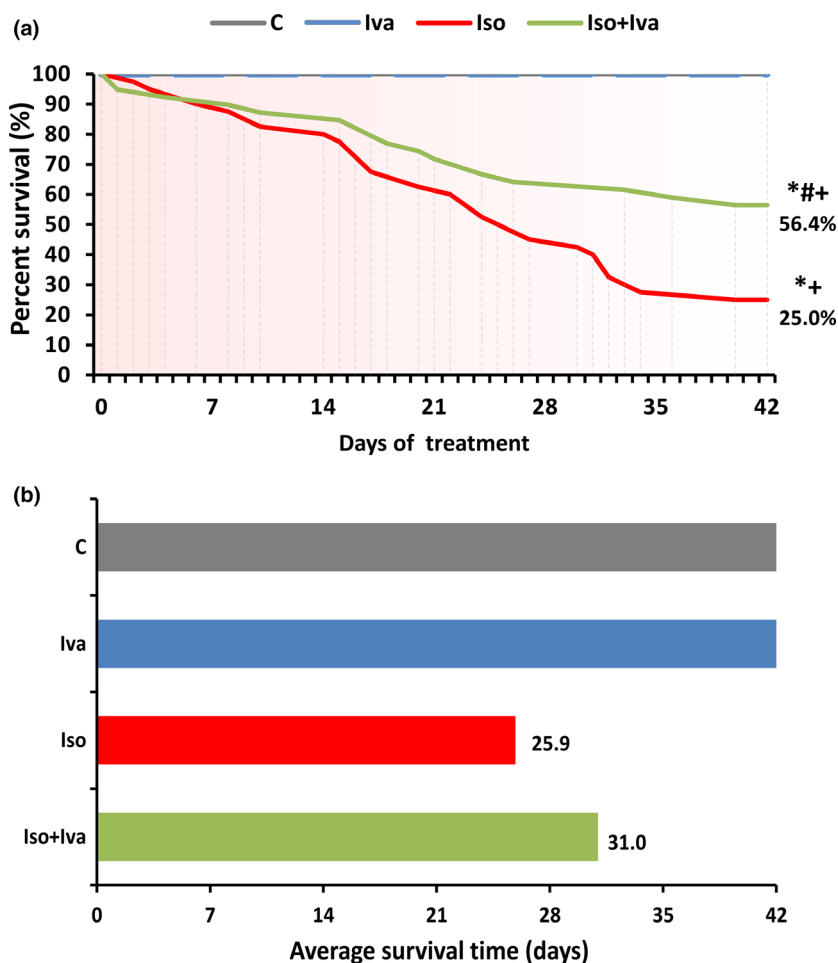 (a)
C Iva Iso Iso+Iva
Percent survival (%)
100
90
80
70
60
50
40
30
20
10
0
*#+
56.4%
*+
25.0%
0 7 14 21 28 35 42
Days of treatment
(b)
C
Iva
Iso
25.9
Iso+Iva
31.0
0 7 14 21 28 35 42
Average survival time (days)